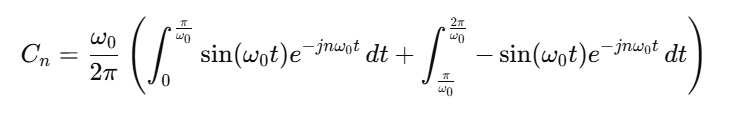 C_n = \frac{\omega_0}{2\pi} \left( \int_0^{\frac{\pi}{\omega_0}} \sin(\omega_0 t) e^{-jn\omega_0 t} \, dt + \int_{\frac{\pi}{\omega_0}}^{\frac{2\pi}{\omega_0}} -\sin(\omega_0 t) e^{-jn\omega_0 t} \, dt \right)